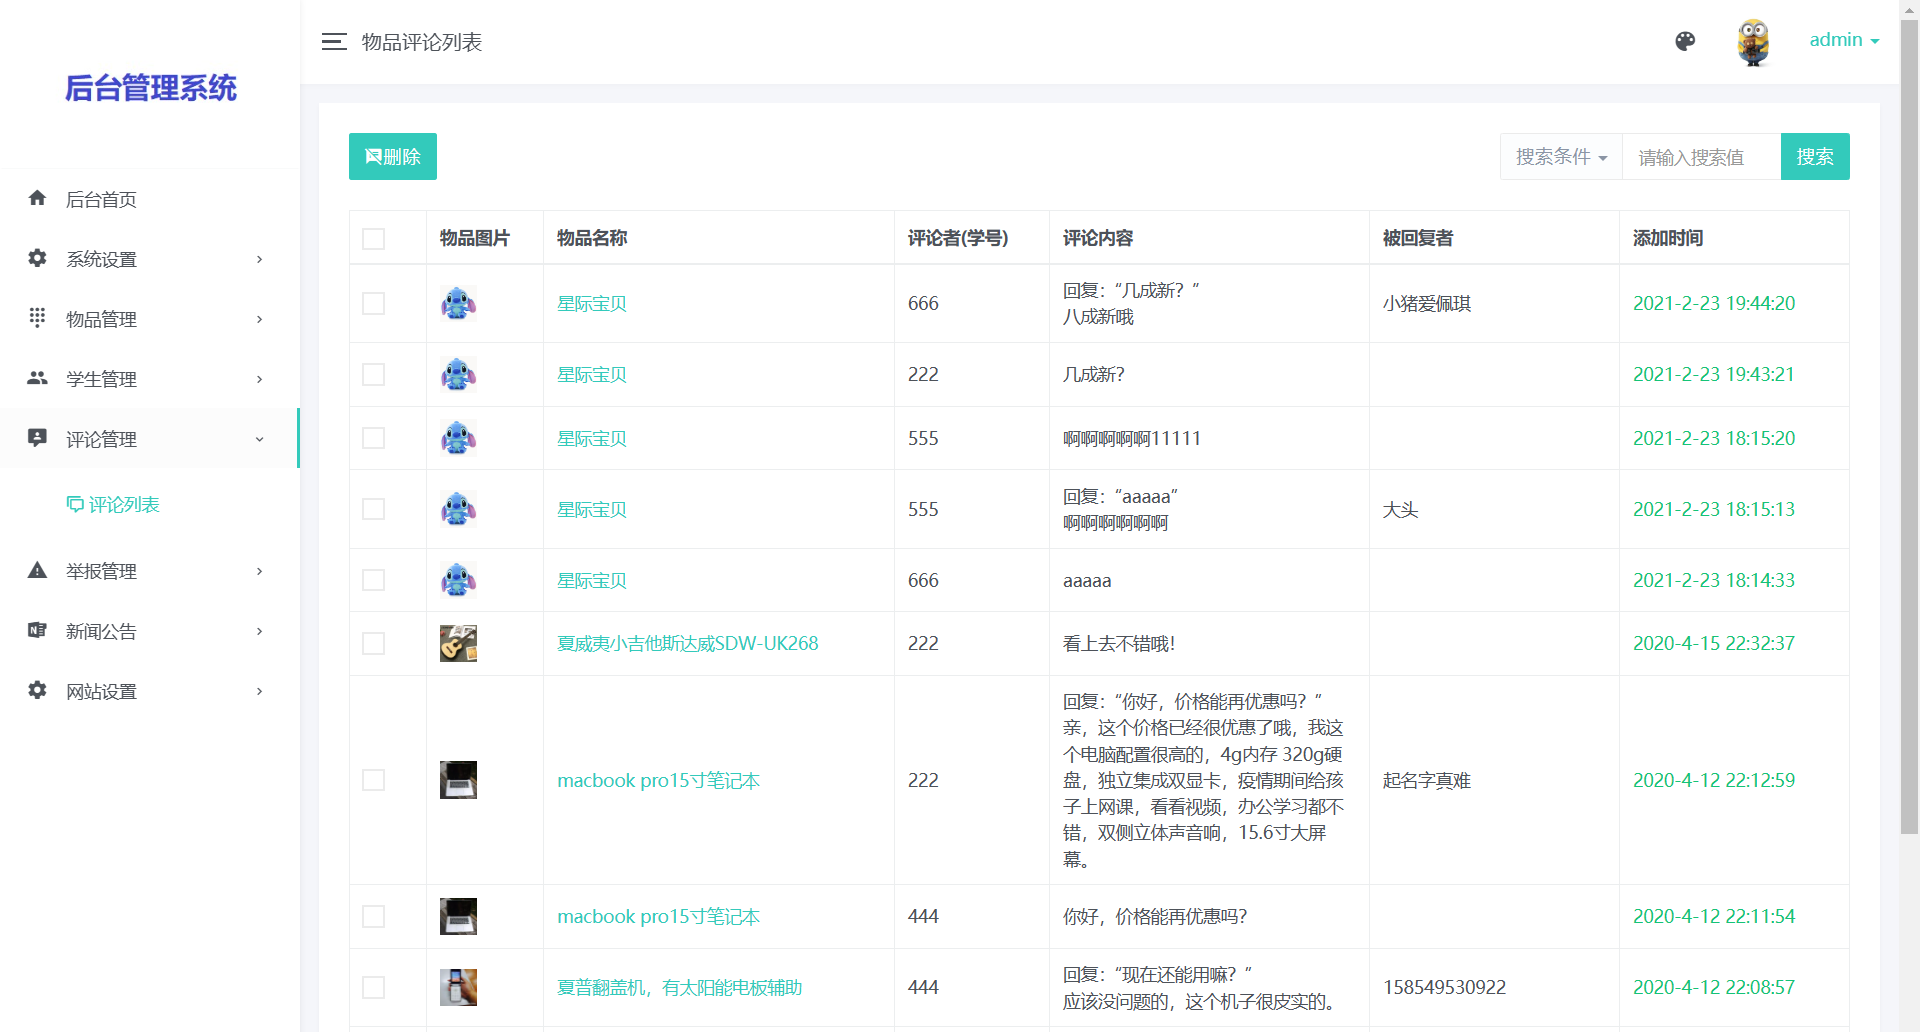 后台管理系统
物品评论列表
admin
后台首页
系统设置
物品管理
学生管理
评论管理
评论列表
举报管理
新闻公告
网站设置
删除
搜索条件 请输入搜索值 搜索
物品图片 物品名称 评论者(学号) 评论内容 被回复者 添加时间
星际宝贝 666 回复：“几成新？” 小猪爱佩琪 2021-2-23 19:44:20
八成新哦
星际宝贝 222 几成新？ 2021-2-23 19:43:21
星际宝贝 555 啊啊啊啊啊11111 2021-2-23 18:15:20
星际宝贝 555 回复：“aaaaa” 大头 2021-2-23 18:15:13
啊啊啊啊啊啊
星际宝贝 666 aaaaa 2021-2-23 18:14:33
夏威夷小吉他斯达威SDW-UK268 222 看上去不错哦！ 2020-4-15 22:32:37
macbook pro15寸笔记本 222 回复：“你好，价格能再优惠吗？” 起名字真难 2020-4-12 22:12:59
亲，这个价格已经很优惠了哦，我这
个电脑配置很高的，4g内存 320g硬
盘，独立集成双显卡，疫情期间给孩
子上网课，看看视频，办公学习都不
错，双侧立体声音响，15.6寸大屏
幕。
macbook pro15寸笔记本 444 你好，价格能再优惠吗？ 2020-4-12 22:11:54
夏普翻盖机，有太阳能电板辅助 444 回复：“现在还能用嘛？” 158549530922 2020-4-12 22:08:57
应该没问题的，这个机子很皮实的。